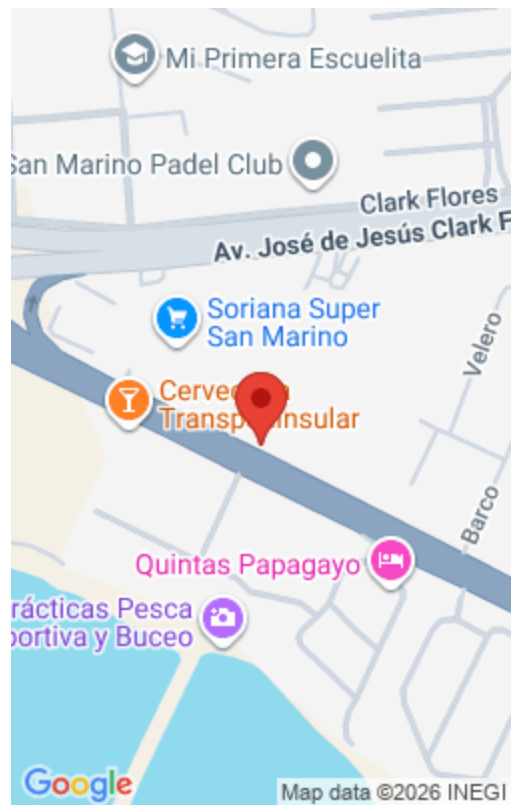 Mi Primera Escuelita
San Marino Padel Club
Clark Flores
Av. José de Jesús Clark F
Soriana Super
San Marino
Velero
Transp
insular
Barco
Quintas Papagayo
rácticas Pesca
portiva y Buceo
Google
Map data ©2026 INEGI